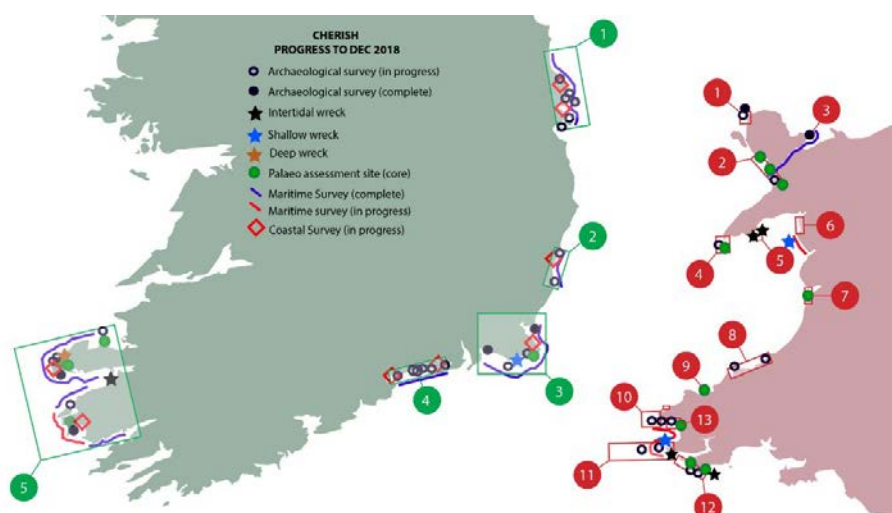 CHERISH
PROGRESS TO DEC 2018
Archaeological survey (in progress)
Archaeological survey (complete)
Intertidal wreck
Shallow wreck
Deep wreck
Palaeo assessment site (core)
Maritime Survey (complete)
Maritime survey (in progress)
Coastal Survey (in progress)
1
2
3
4
5
1
2
3
4
5
6
7
8
9
10
13
11
12